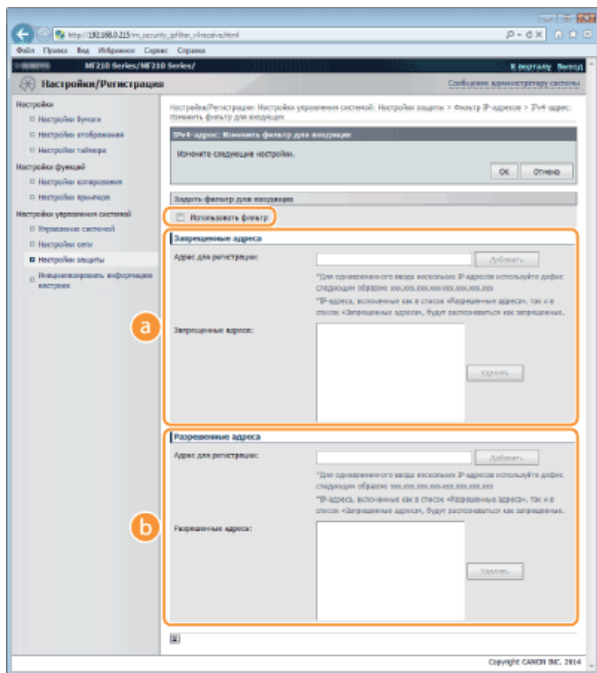 http://192.168.0.215/m_security_ipfilter_v4receive.html
Файл Правка Вид Избранное Сервис Справка
MF210 Series/MF210 Series/
К порталу Выход
Настройки/Регистрация
Сообщение администратору системы
Настройки
Настройки бумаги
Настройки отображения
Настройки таймера
Настройки функций
Настройки копирования
Настройки принтера
Настройки управления системой
Управление системой
Настройки сети
Настройки защиты
Инициализировать информацию
настроек
Настройки/Регистрация: Настройки управления системой: Настройки защиты > Фильтр IP-адресов > IPv4-адрес:
Изменить фильтр для входящих
IPv4-адрес: Изменить фильтр для входящих
Измените следующие настройки.
OK Отмена
Задать фильтр для входящих
Использовать фильтр
Запрещенные адреса
Адрес для регистрации:
Добавить.
*Для одновременного ввода нескольких IP-адресов используйте дефис
следующим образом xxx.xxx.xxx.xxx-xxx.xxx.xxx.xxx
*IP-адреса, включенные как в список «Разрешенные адреса», так и в
список «Запрещенные адреса», будут распознаваться как запрещенные.
Запрещенные адреса:
Удалить.
a
Разрешенные адреса
Адрес для регистрации:
Добавить.
*Для одновременного ввода нескольких IP-адресов используйте дефис
следующим образом xxx.xxx.xxx.xxx-xxx.xxx.xxx.xxx
*IP-адреса, включенные как в список «Разрешенные адреса», так и в
список «Запрещенные адреса», будут распознаваться как запрещенные.
b
Разрешенные адреса:
Удалить.
Copyright CANON INC. 2014